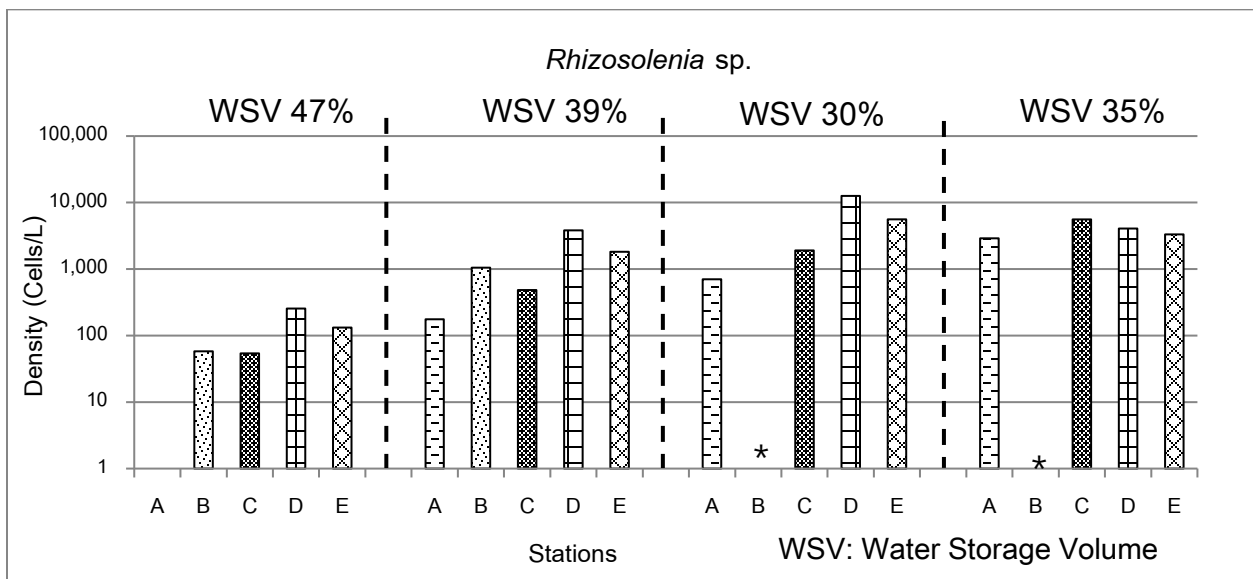 Rhizosolenia sp.
WSV 47% WSV 39% WSV 30% WSV 35%
100,000
10,000
1,000
100
10
1
Density (Cells/L)
* *
A B C D E A B C D E A B C D E A B C D E
Stations
WSV: Water Storage Volume